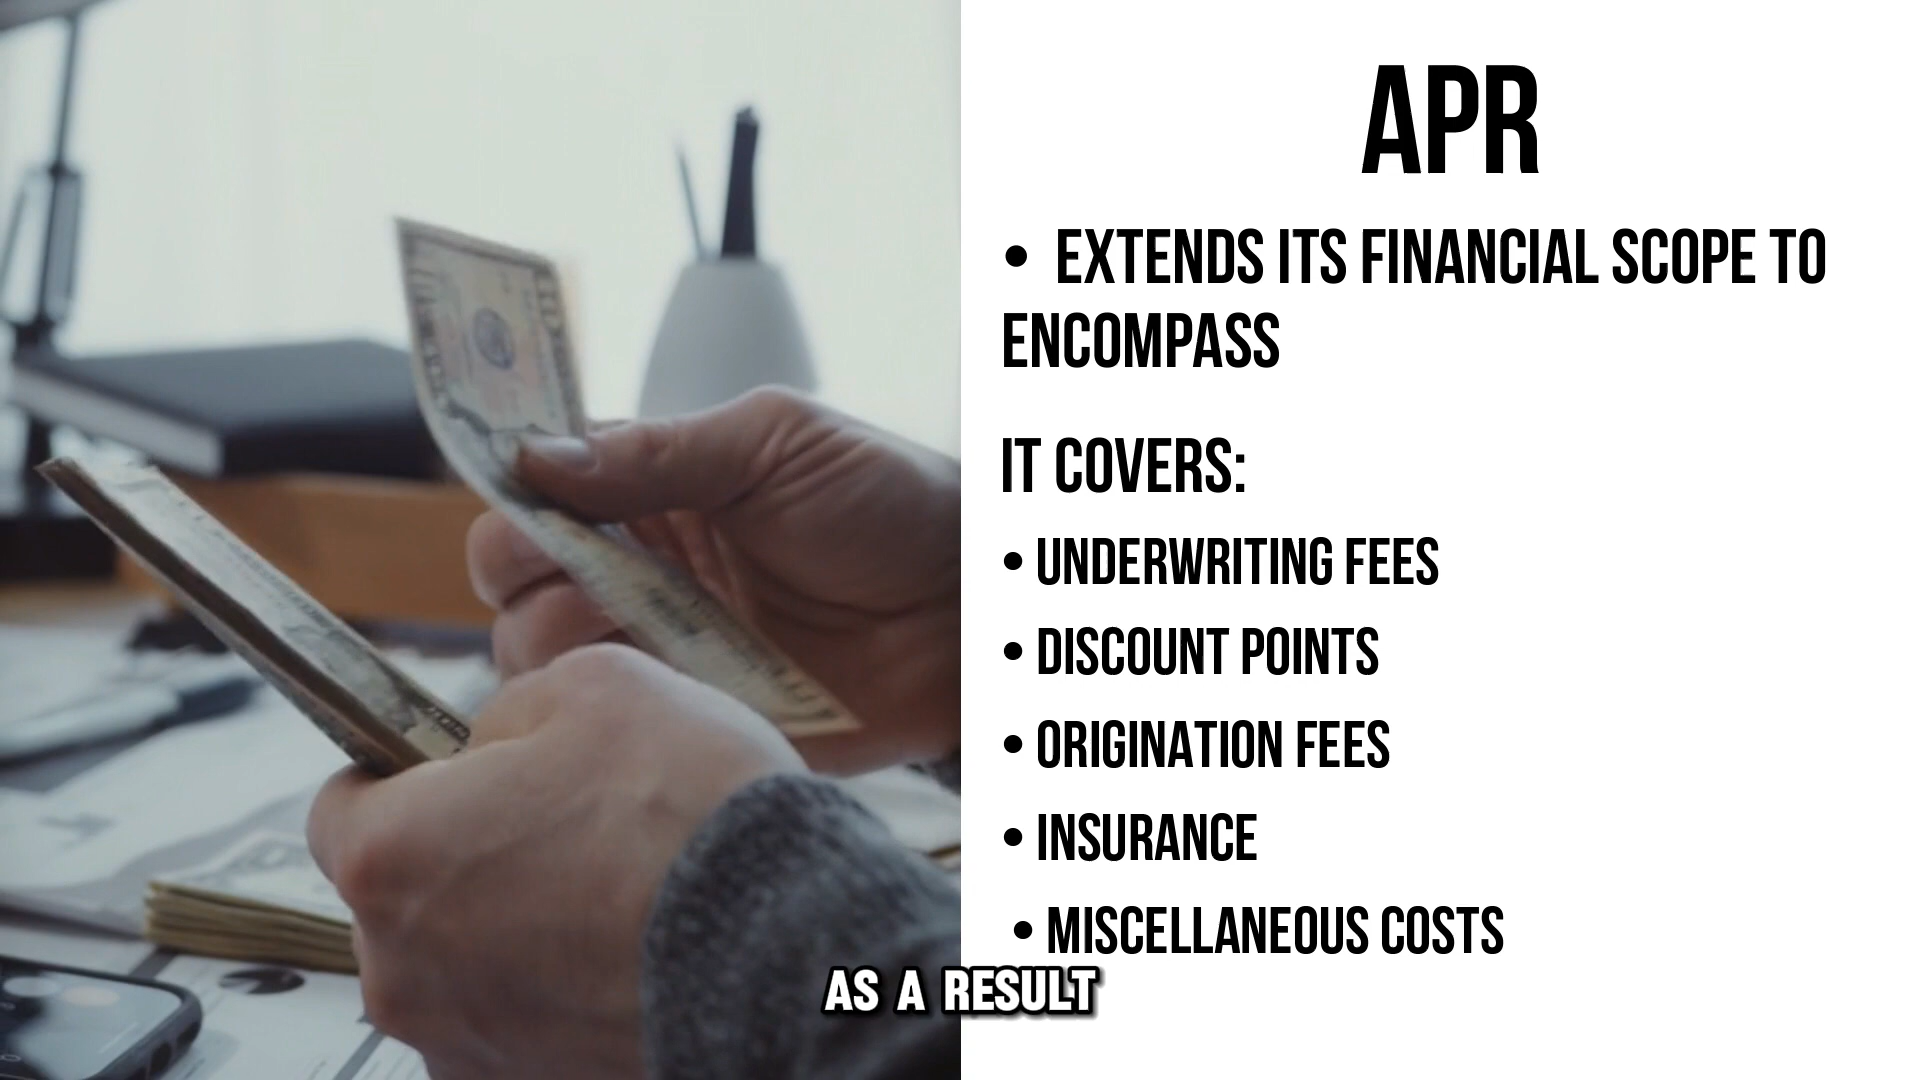 APR
• EXTENDS ITS FINANCIAL SCOPE TO
ENCOMPASS
IT COVERS:
• UNDERWRITING FEES
• DISCOUNT POINTS
• ORIGINATION FEES
• INSURANCE
• MISCELLANEOUS COSTS
AS A RESULT